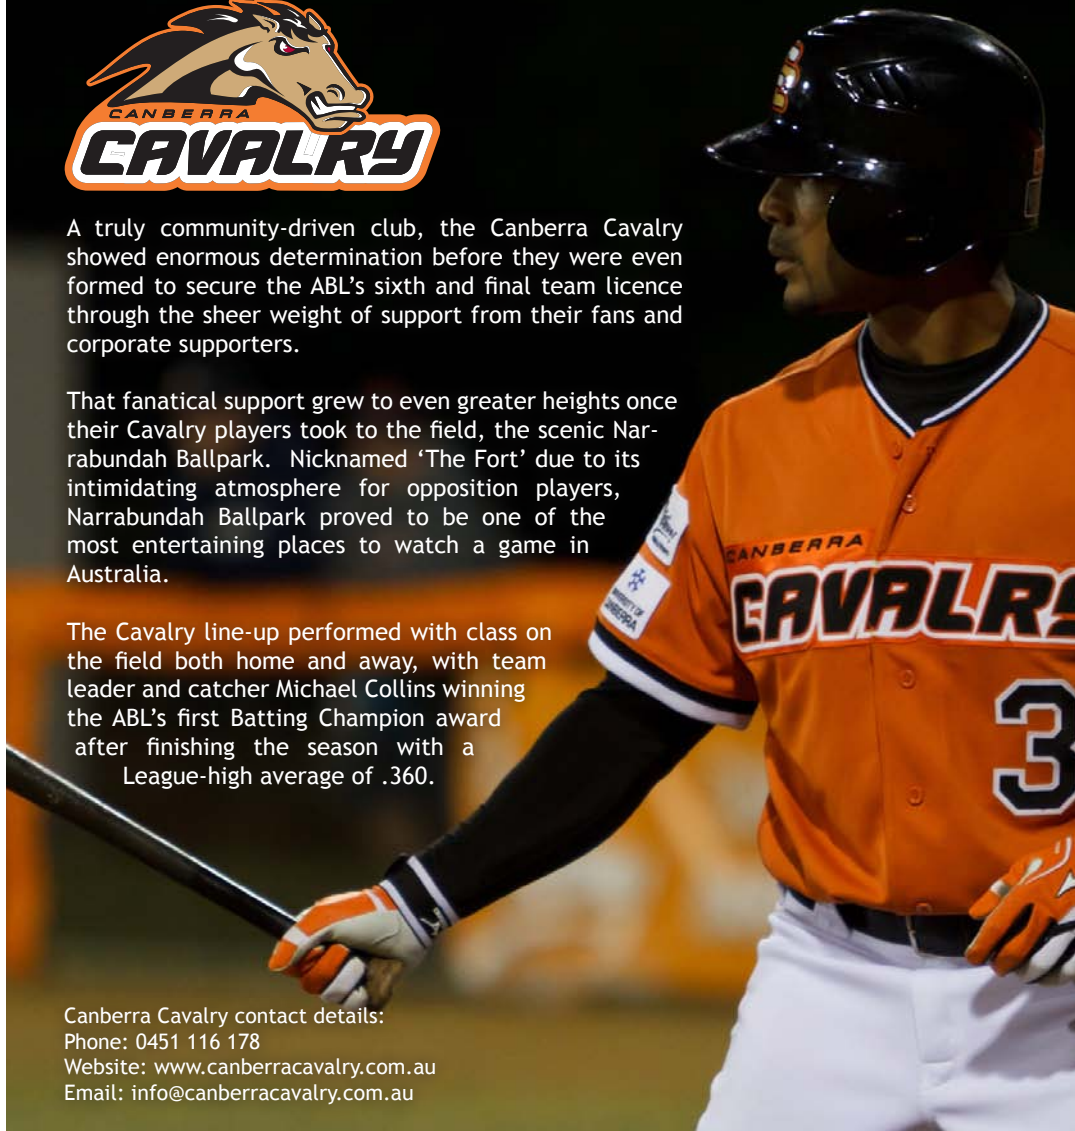 CANBERRA
CAVALRY
A truly community-driven club, the Canberra Cavalry
showed enormous determination before they were even
formed to secure the ABL’s sixth and final team licence
through the sheer weight of support from their fans and
corporate supporters.
That fanatical support grew to even greater heights once
their Cavalry players took to the field, the scenic Nar-
rabundah Ballpark.  Nicknamed ‘The Fort’ due to its
intimidating atmosphere for opposition players,
Narrabundah Ballpark proved to be one of the
most entertaining places to watch a game in
Australia.
The Cavalry line-up performed with class on
the field both home and away, with team
leader and catcher Michael Collins winning
the ABL’s first Batting Champion award
after finishing the season with a
League-high average of .360.
CANBERRA
CAVALRY
UNIVERSITY OF
CANBERRA
3
Canberra Cavalry contact details:
Phone: 0451 116 178
Website: www.canberracavalry.com.au
Email: info@canberracavalry.com.au